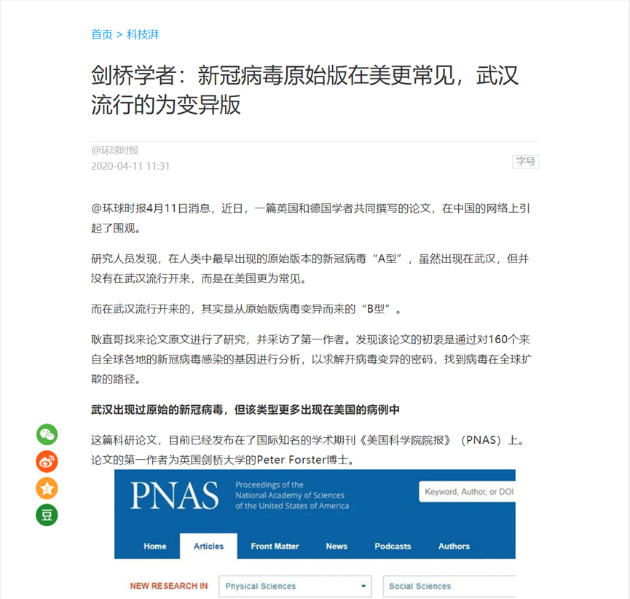 首页 > 科技湃
剑桥学者：新冠病毒原始版在美更常见，武汉
流行的为变异版
@环球时报
2020-04-11 11:31
字号
@环球时报4月11日消息，近日，一篇英国和德国学者共同撰写的论文，在中国的网络上引
起了围观。
研究人员发现，在人类中最早出现的原始版本的新冠病毒“A型”，虽然出现在武汉，但并
没有在武汉流行开来，而是在美国更为常见。
而在武汉流行开来的，其实是从原始版病毒变异而来的“B型”。
耿直哥找来论文原文进行了研究，并采访了第一作者。发现该论文的初衷是通过对160个来
自全球各地的新冠病毒感染的基因进行分析，以求解开病毒变异的密码，找到病毒在全球扩
散的路径。
武汉出现过原始的新冠病毒，但该类型更多出现在美国的病例中
这篇科研论文，目前已经发布在了国际知名的学术期刊《美国科学院院报》（PNAS）上。
论文的第一作者为英国剑桥大学的Peter Forster博士。
PNAS
Proceedings of the
National Academy of Sciences
of the United States of America
Keyword, Author, or DOI
Home Articles Front Matter News Podcasts Authors
NEW RESEARCH IN Physical Sciences Social Sciences
豆